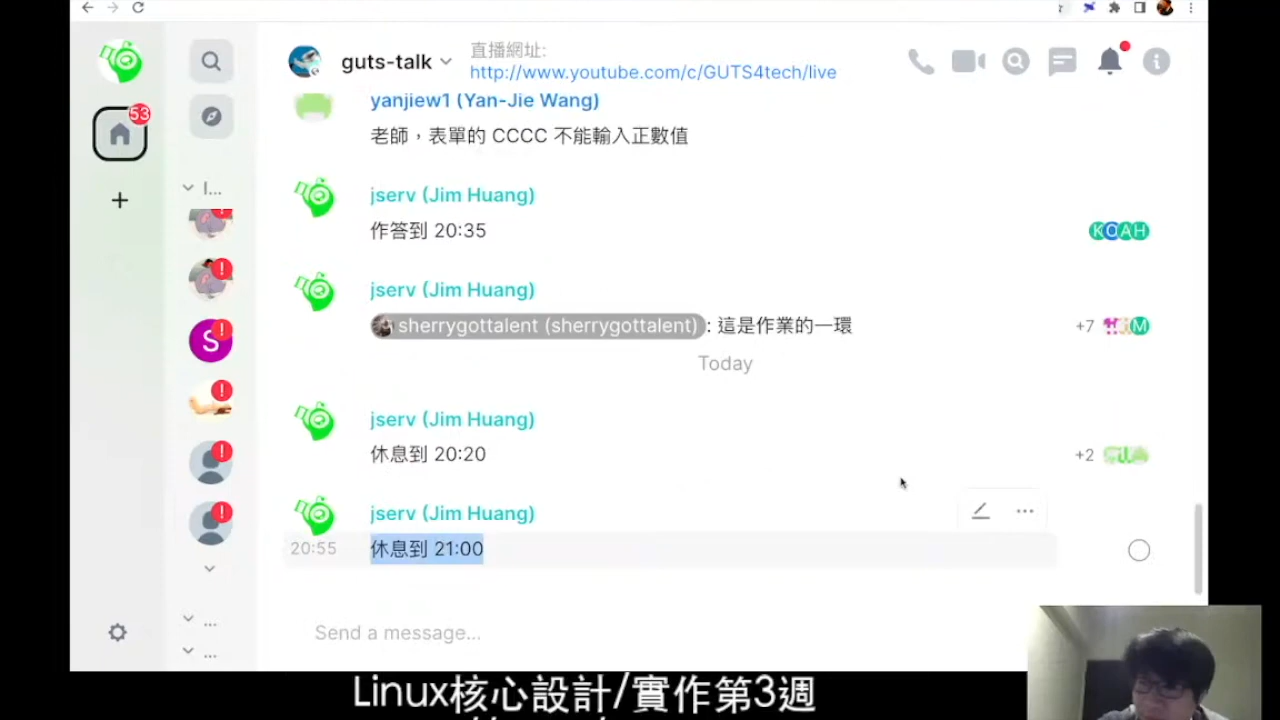 guts-talk
直播網址:
http://www.youtube.com/c/GUTS4tech/live
53
I...
yanjiew1 (Yan-Jie Wang)
老師，表單的 CCCC 不能輸入正數值
jserv (Jim Huang)
作答到 20:35
KCAH
jserv (Jim Huang)
sherrygottalent (sherrygottalent) : 這是作業的一環
+7 M
Today
S
jserv (Jim Huang)
休息到 20:20
+2
jserv (Jim Huang)
20:55 休息到 21:00
...
...
Send a message...
Linux核心設計/實作第3週